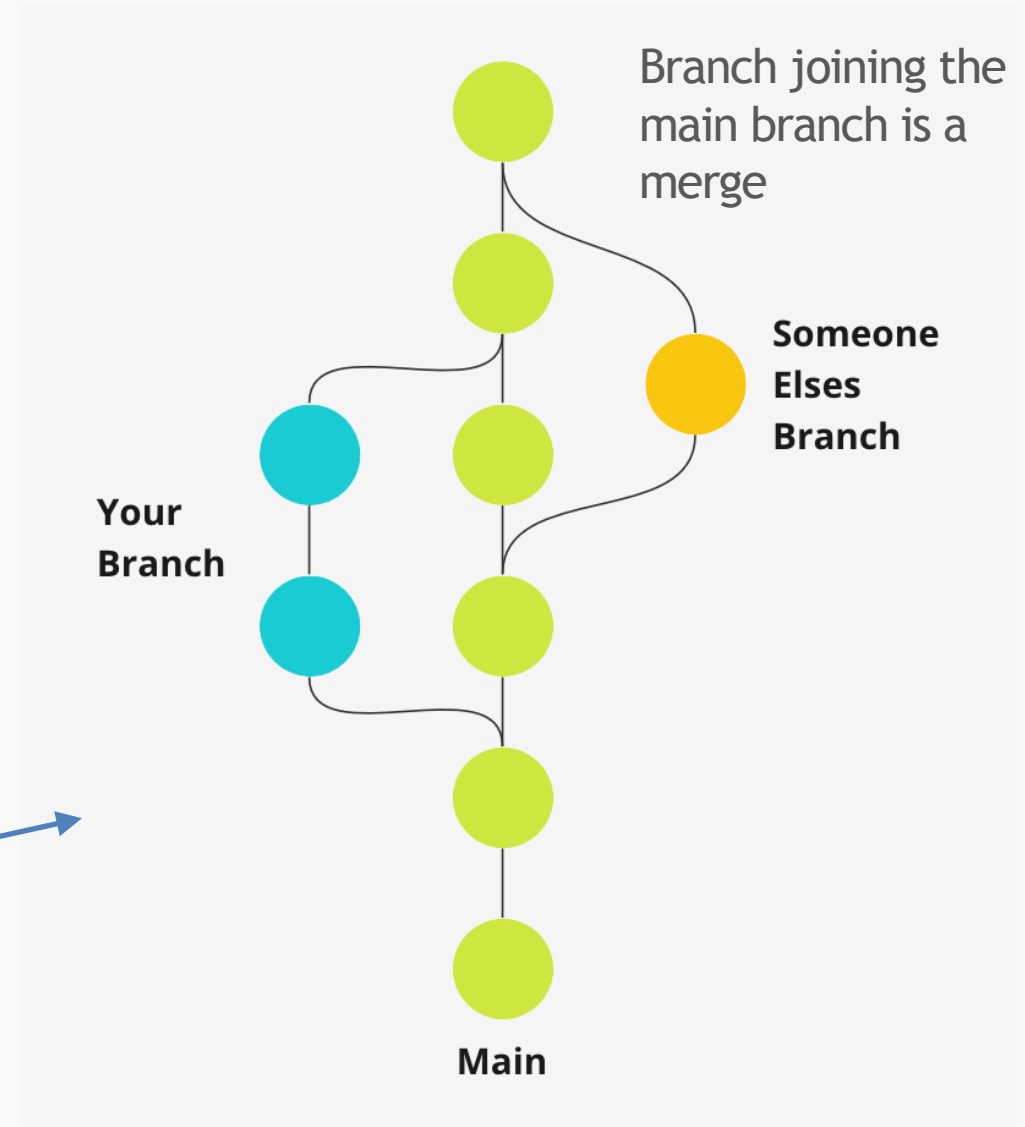 Branch joining the
main branch is a
merge
Someone
Elses
Branch
Your
Branch
Main